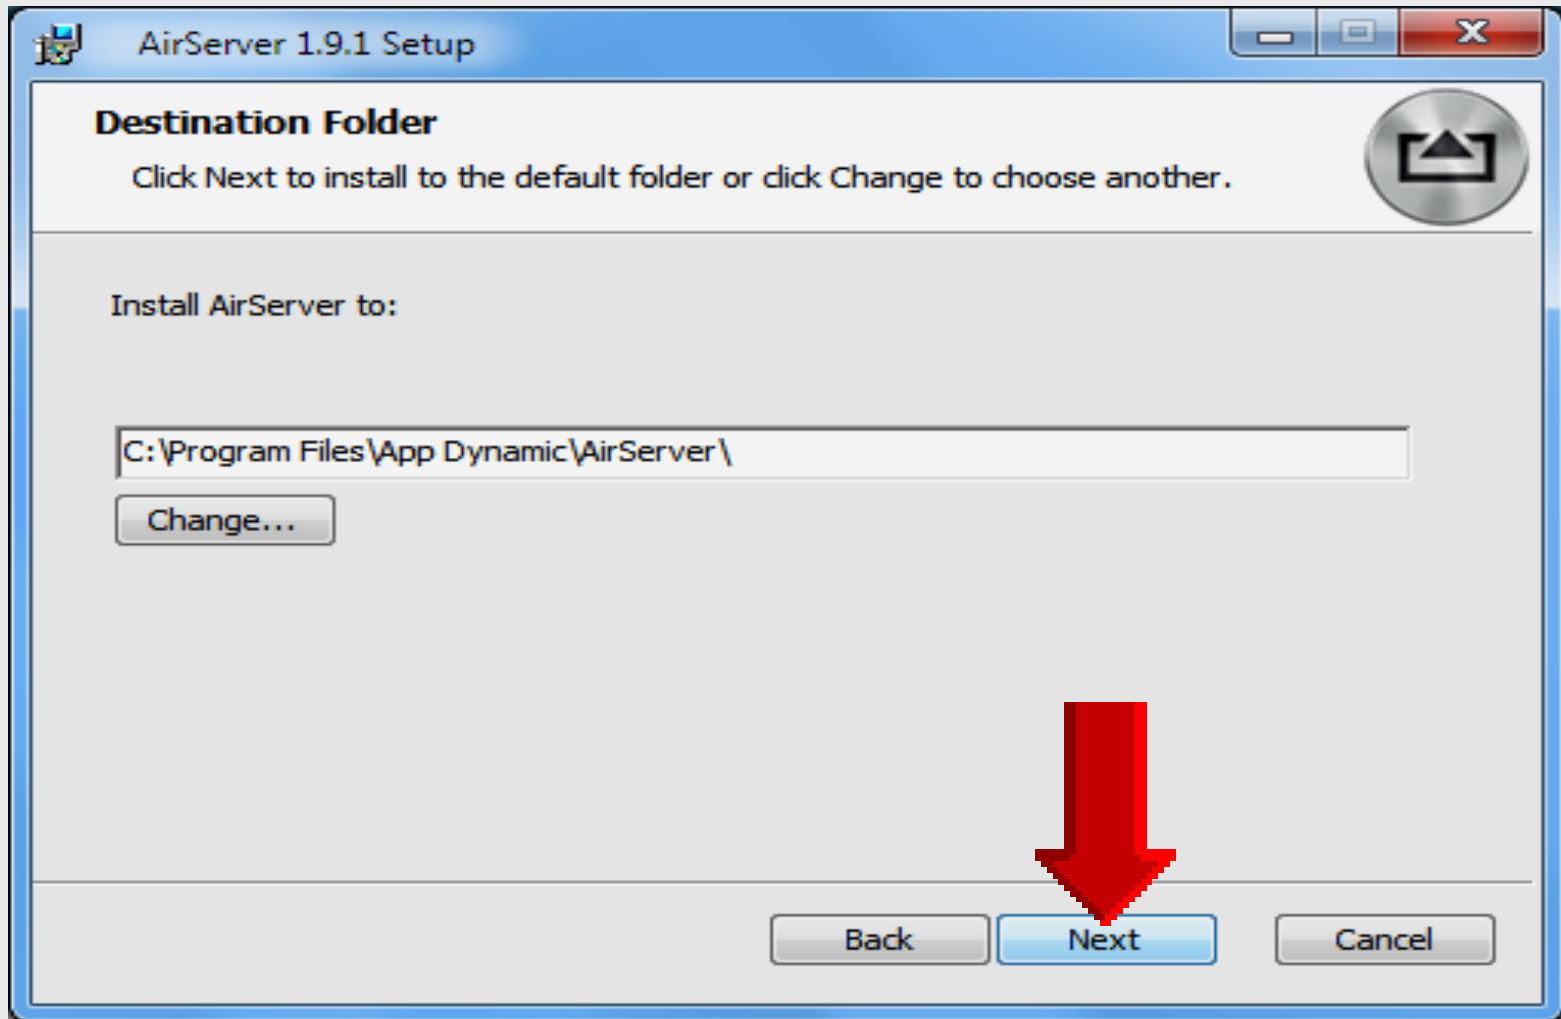 AirServer 1.9.1 Setup
Destination Folder
Click Next to install to the default folder or click Change to choose another.
Install AirServer to:
C:\Program Files\App Dynamic\AirServer\
Change...
Back Next Cancel